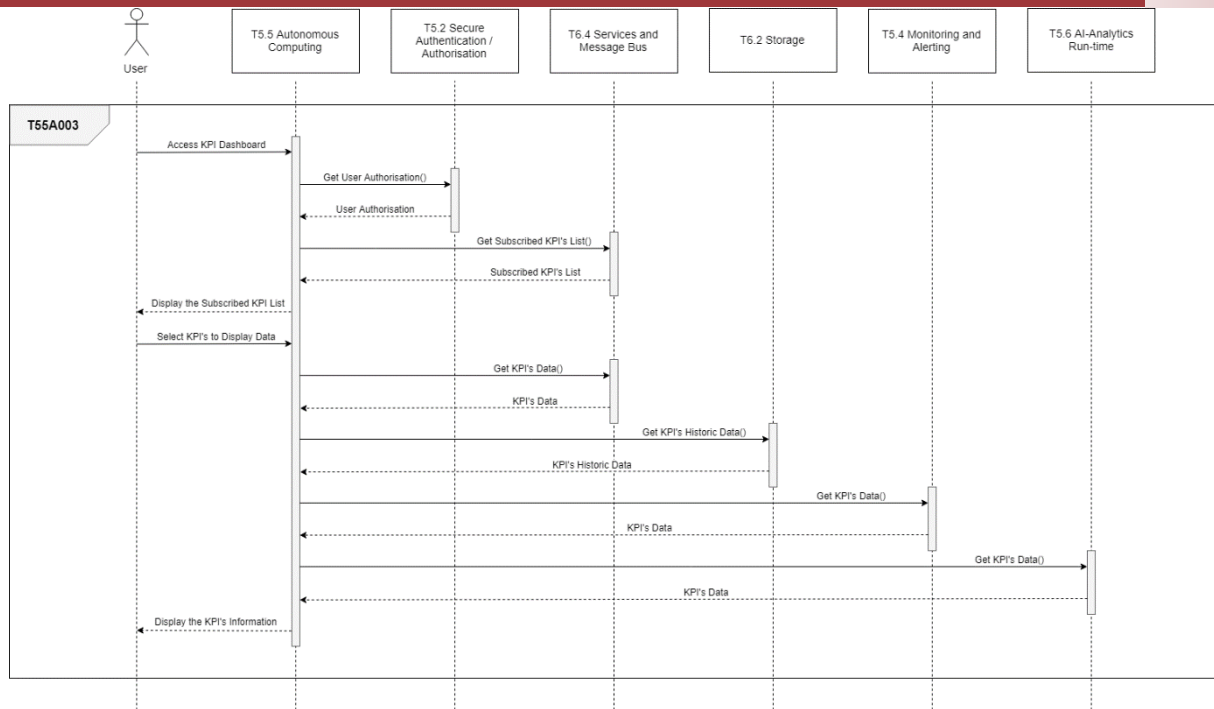 User
T5.5 Autonomous
Computing
T5.2 Secure
Authentication /
Authorisation
T6.4 Services and
Message Bus
T6.2 Storage
T5.4 Monitoring and
Alerting
T5.6 AI-Analytics
Run-time
T55A003
Access KPI Dashboard
Get User Authorisation()
User Authorisation
Get Subscribed KPI's List()
Subscribed KPI's List
Display the Subscribed KPI List
Select KPI's to Display Data
Get KPI's Data()
KPI's Data
Get KPI's Historic Data()
KPI's Historic Data
Get KPI's Data()
KPI's Data
Get KPI's Data()
KPI's Data
Display the KPI's Information